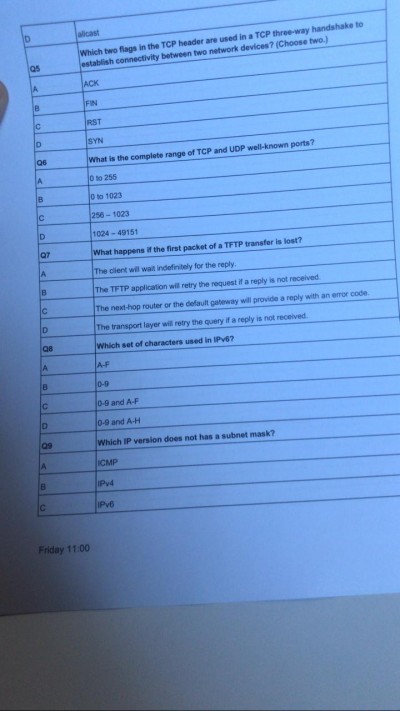 D allcast
Q5 Which two flags in the TCP header are used in a TCP three-way handshake to
establish connectivity between two network devices? (Choose two.)
A ACK
B FIN
C RST
D SYN
Q6 What is the complete range of TCP and UDP well-known ports?
A 0 to 255
B 0 to 1023
C 256 – 1023
D 1024 – 49151
Q7 What happens if the first packet of a TFTP transfer is lost?
A The client will wait indefinitely for the reply.
B The TFTP application will retry the request if a reply is not received.
C The next-hop router or the default gateway will provide a reply with an error code.
D The transport layer will retry the query if a reply is not received.
Q8 Which set of characters used in IPv6?
A A-F
B 0-9
C 0-9 and A-F
D 0-9 and A-H
Q9 Which IP version does not has a subnet mask?
A ICMP
B IPv4
C IPv6
Friday 11:00